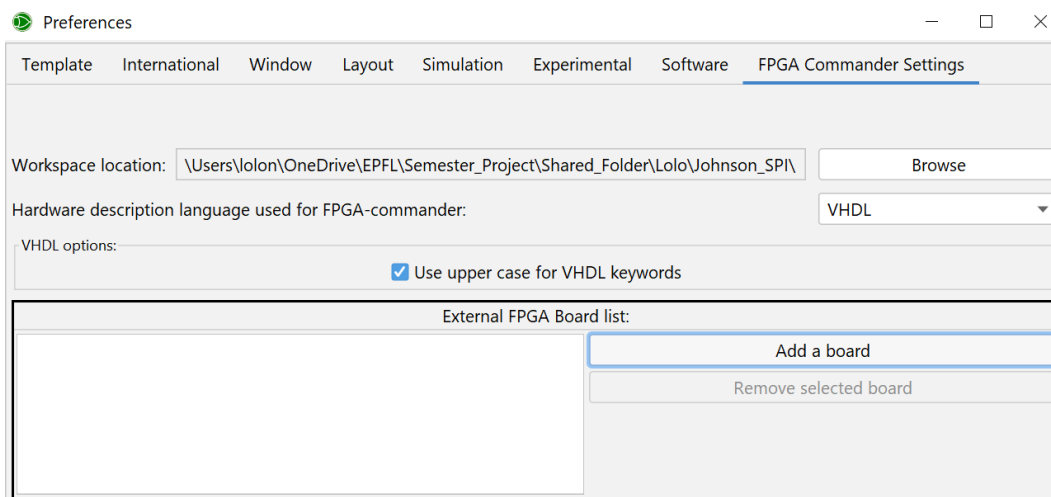 Preferences
Template International Window Layout Simulation Experimental Software FPGA Commander Settings
Workspace location: \Users\lolon\OneDrive\EPFL\Semester_Project\Shared_Folder\Lolo\Johnson_SPI\ Browse
Hardware description language used for FPGA-commander: VHDL
VHDL options:
Use upper case for VHDL keywords
External FPGA Board list:
Add a board
Remove selected board